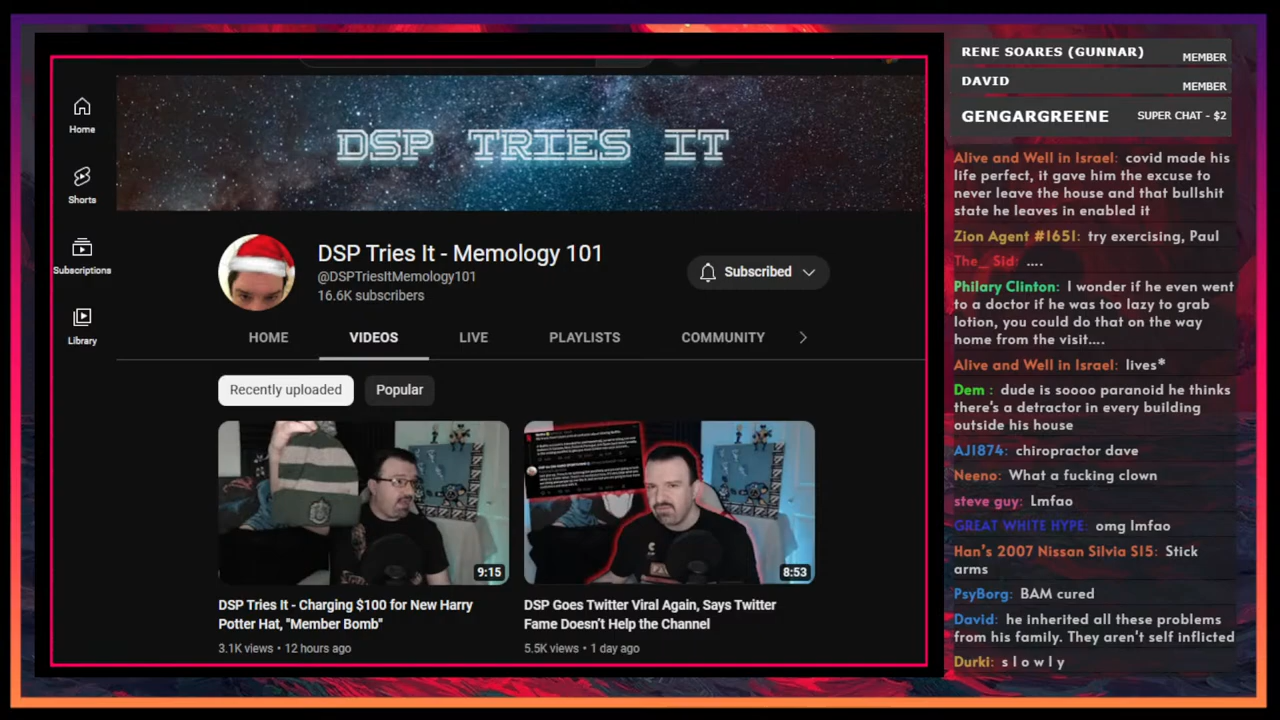 DSP TRIES IT
Home
Shorts
Subscriptions
Library
DSP Tries It - Memology 101
@DSPTriesItMemology101
16.6K subscribers
Subscribed
HOME
VIDEOS
LIVE
PLAYLISTS
COMMUNITY
Recently uploaded
Popular
9:15
8:53
DSP Tries It - Charging $100 for New Harry
Potter Hat, "Member Bomb"
3.1K views • 12 hours ago
DSP Goes Twitter Viral Again, Says Twitter
Fame Doesn't Help the Channel
5.5K views • 1 day ago
RENE SOARES (GUNNAR) MEMBER
DAVID MEMBER
GENGARGREENE SUPER CHAT - $2
Alive and Well in Israel: covid made his
life perfect, it gave him the excuse to
never leave the house and that bullshit
state he leaves in enabled it
Zion Agent #1651: try exercising, Paul
The_ Sid: ....
Philary Clinton: I wonder if he even went
to a doctor if he was too lazy to grab
lotion, you could do that on the way
home from the visit....
Alive and Well in Israel: lives*
Dem : dude is soooo paranoid he thinks
there's a detractor in every building
outside his house
AJ1874: chiropractor dave
Neeno: What a fucking clown
steve guy: Lmfao
GREAT WHITE HYPE: omg lmfao
Han's 2007 Nissan Silvia S15: Stick
arms
PsyBorg: BAM cured
David: he inherited all these problems
from his family. They aren't self inflicted
Durki: s l o w l y